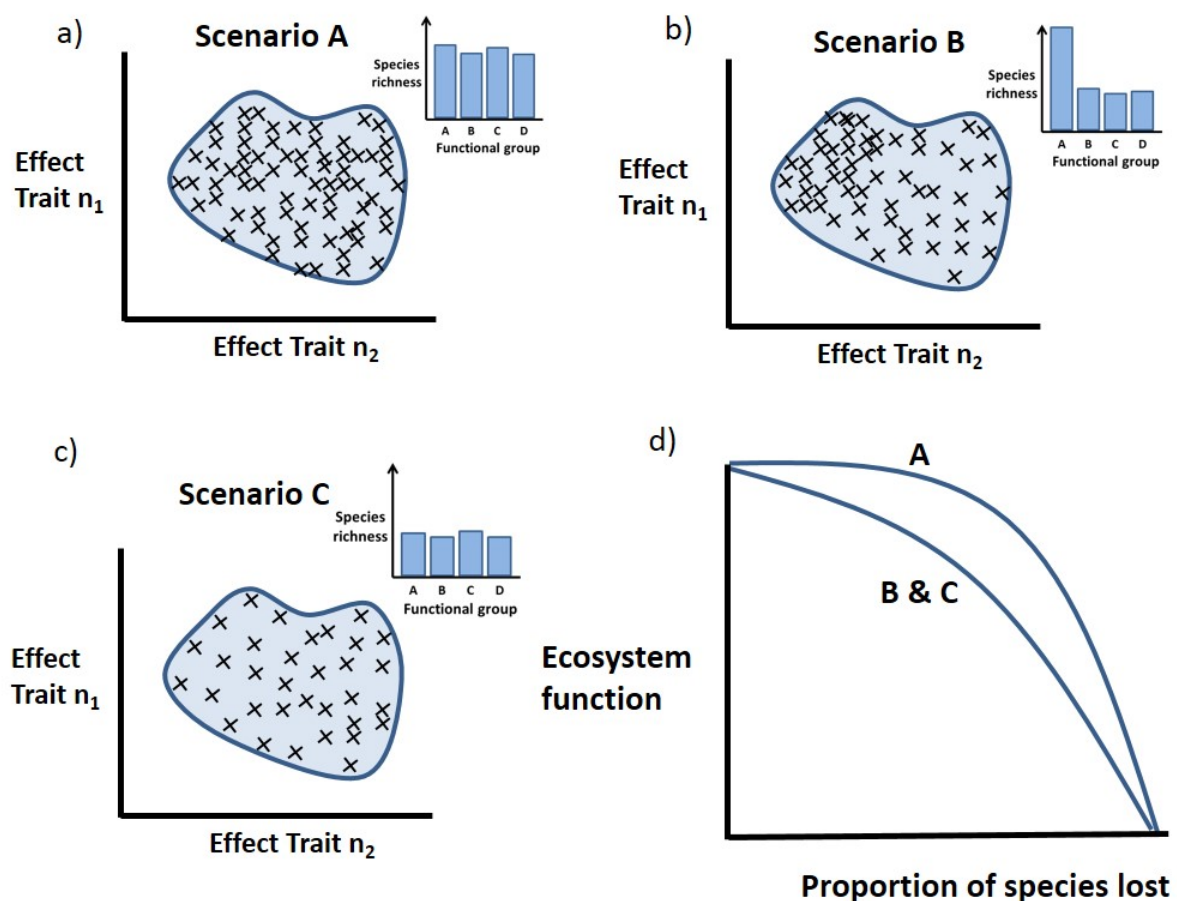 a)
Scenario A
Species
richness
A B C D
Functional group
Effect
Trait n₁
Effect Trait n₂
b)
Scenario B
Species
richness
A B C D
Functional group
Effect
Trait n₁
Effect Trait n₂
c)
Scenario C
Species
richness
A B C D
Functional group
Effect
Trait n₁
Effect Trait n₂
d)
A
B & C
Ecosystem
function
Proportion of species lost